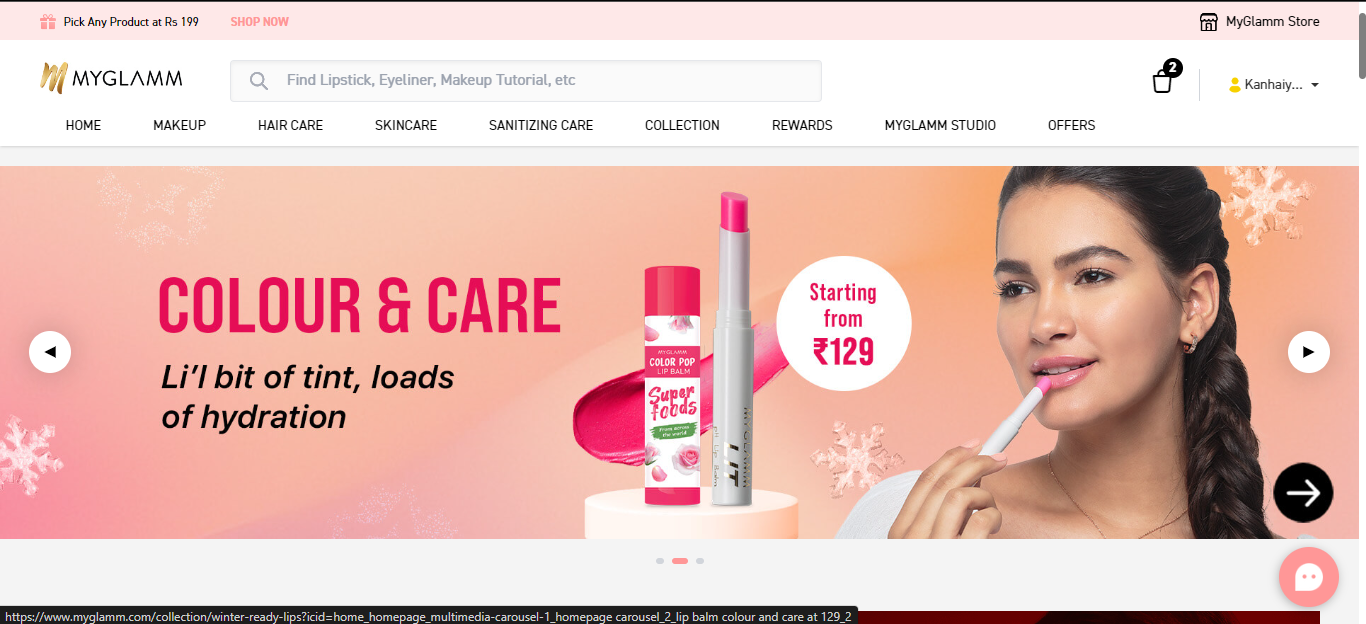 Pick Any Product at Rs 199
SHOP NOW
MyGlamm Store
MYGLAMM
Find Lipstick, Eyeliner, Makeup Tutorial, etc
2
Kanhaiy...
HOME
MAKEUP
HAIR CARE
SKINCARE
SANITIZING CARE
COLLECTION
REWARDS
MYGLAMM STUDIO
OFFERS
COLOUR & CARE
Li'l bit of tint, loads
of hydration
MYGLAMM
COLOR POP
LIP BALM
Super
foods
From across
the world
MYGLAMM
LIT
Lip Balm
Starting
from
₹129
https://www.myglamm.com/collection/winter-ready-lips?icid=home_homepage_multimedia-carousel-1_homepage carousel_2_lip balm colour and care at 129_2